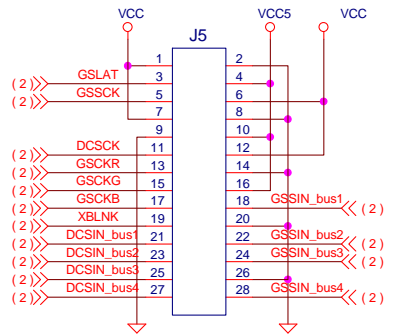 VCC VCC5 VCC
J5
1 2
GSLAT 3 4
(2) GSSCK 5 6
(2) 7 8
9 10
DCSCK 11 12
(2) GSCKR 13 14
(2) GSCKG 15 16
(2) GSCKB 17 18 GSSIN_bus1
(2) XBLNK 19 20 (2)
(2) DCSIN_bus1 21 22 GSSIN_bus2
(2) DCSIN_bus2 23 24 GSSIN_bus3 (2)
(2) DCSIN_bus3 25 26 (2)
(2) DCSIN_bus4 27 28 GSSIN_bus4
(2) (2)